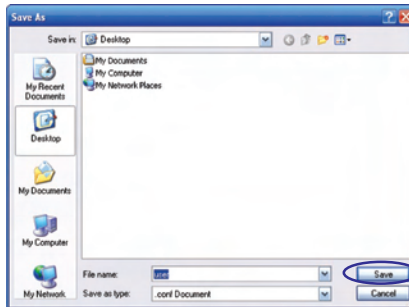 Save As
Save in: Desktop
My Documents
My Computer
My Network Places
My Recent
Documents
Desktop
My Documents
My Computer
My Network
File name: user
Save
Save as type: .conf Document
Cancel